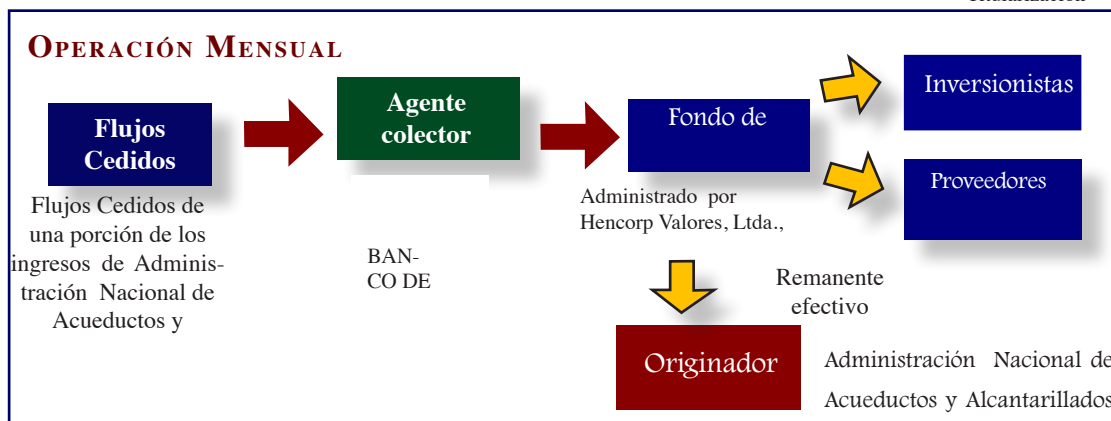 OPERACIÓN MENSUAL
Flujos
Cedidos
Flujos Cedidos de
una porción de los
ingresos de Adminis-
tración Nacional de
Acueductos y
Agente
colector
BAN-
CO DE
Fondo de
Administrado por
Hencorp Valores, Ltda.,
Inversionistas
Proveedores
Remanente
efectivo
Originador
Administración Nacional de
Acueductos y Alcantarillados